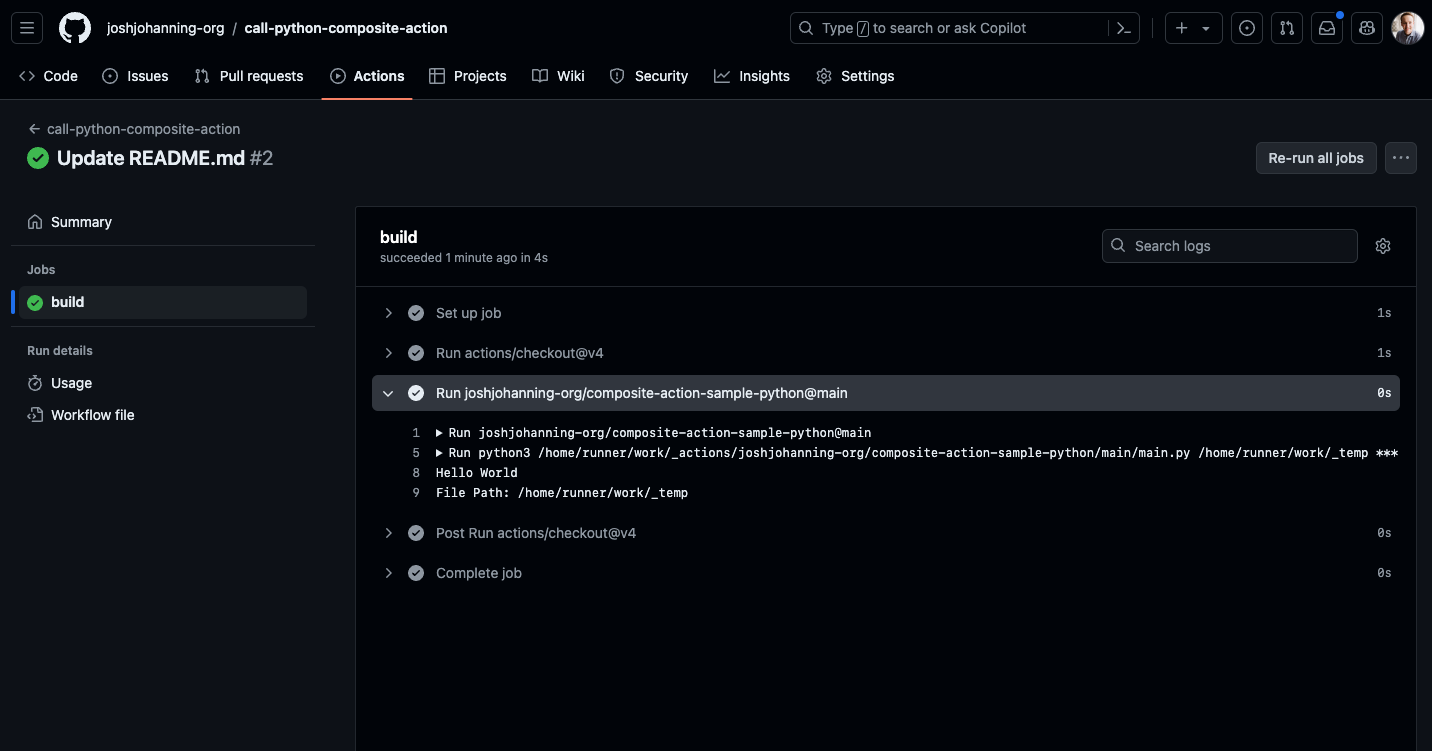 joshjohanning-org / call-python-composite-action
Type / to search or ask Copilot
Code Issues Pull requests Actions Projects Wiki Security Insights Settings
call-python-composite-action
Update README.md #2
Re-run all jobs
Summary
Jobs
build
Run details
Usage
Workflow file
build
succeeded 1 minute ago in 4s
Search logs
Set up job 1s
Run actions/checkout@v4 1s
Run joshjohanning-org/composite-action-sample-python@main 0s
1 Run joshjohanning-org/composite-action-sample-python@main
5 Run python3 /home/runner/work/_actions/joshjohanning-org/composite-action-sample-python/main/main.py /home/runner/work/_temp ***
8 Hello World
9 File Path: /home/runner/work/_temp
Post Run actions/checkout@v4 0s
Complete job 0s